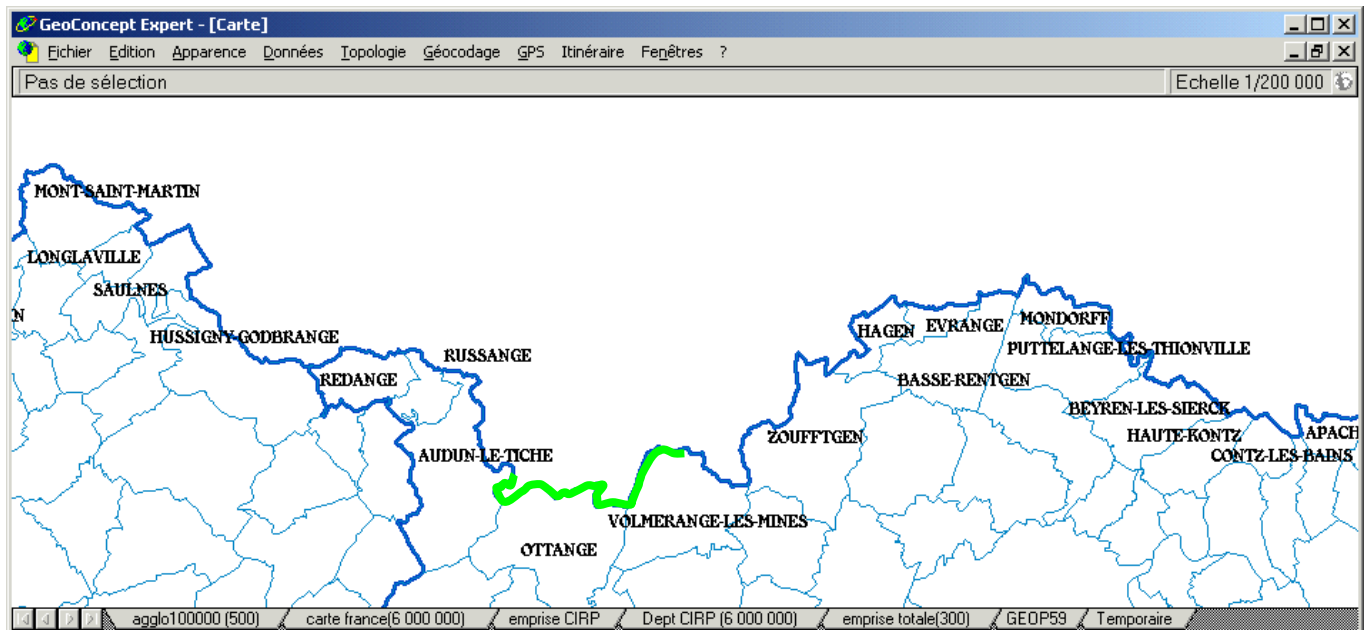 GeoConcept Expert - [Carte]
Fichier Edition Apparence Données Topologie Géocodage GPS Itinéraire Fenêtres ?
Pas de sélection Echelle 1/200 000
MONT-SAINT-MARTIN
LONGLAVILLE
SAULNES
N
HUSSIGNY-GODBRANGE
RUSSANGE
REDANGE
HAGEN
EVRANGE
MONDORFF
PUTTELANGE-LES-THIONVILLE
BASSE-RENTGEN
BEYREN-LES-SIERCK
ZOUFFTGEN
HAUTE-KONTZ
APACH
CONTZ-LES-BAINS
AUDUN-LE-TICHE
VOLMERANGE-LES-MINES
OTTANGE
agglo100000 (500) carte france(6 000 000) emprise CIRP Dept CIRP (6 000 000) emprise totale(300) GEOP59 Temporaire